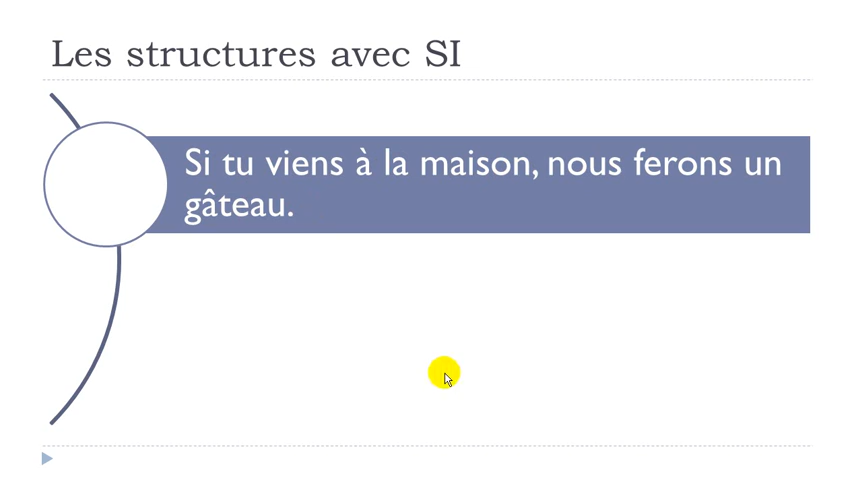 Les structures avec SI
Si tu viens à la maison, nous ferons un
gâteau.